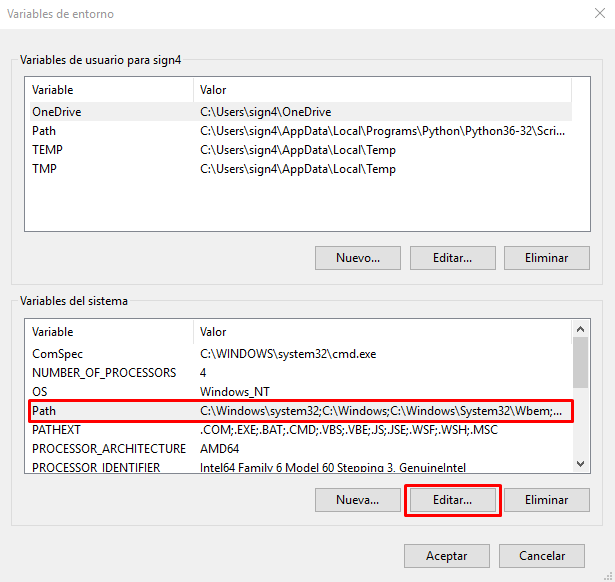 Variables de entorno
Variables de usuario para sign4
Variable Valor
OneDrive C:\Users\sign4\OneDrive
Path C:\Users\sign4\AppData\Local\Programs\Python\Python36-32\Scri...
TEMP C:\Users\sign4\AppData\Local\Temp
TMP C:\Users\sign4\AppData\Local\Temp
Nuevo... Editar... Eliminar
Variables del sistema
Variable Valor
ComSpec C:\WINDOWS\system32\cmd.exe
NUMBER_OF_PROCESSORS 4
OS Windows_NT
Path C:\Windows\system32;C:\Windows;C:\Windows\System32\Wbem;...
PATHEXT .COM;.EXE;.BAT;.CMD;.VBS;.VBE;.JS;.JSE;.WSF;.WSH;.MSC
PROCESSOR_ARCHITECTURE AMD64
PROCESSOR_IDENTIFIER Intel64 Family 6 Model 60 Stepping 3, GenuineIntel
Nueva... Editar... Eliminar
Aceptar Cancelar